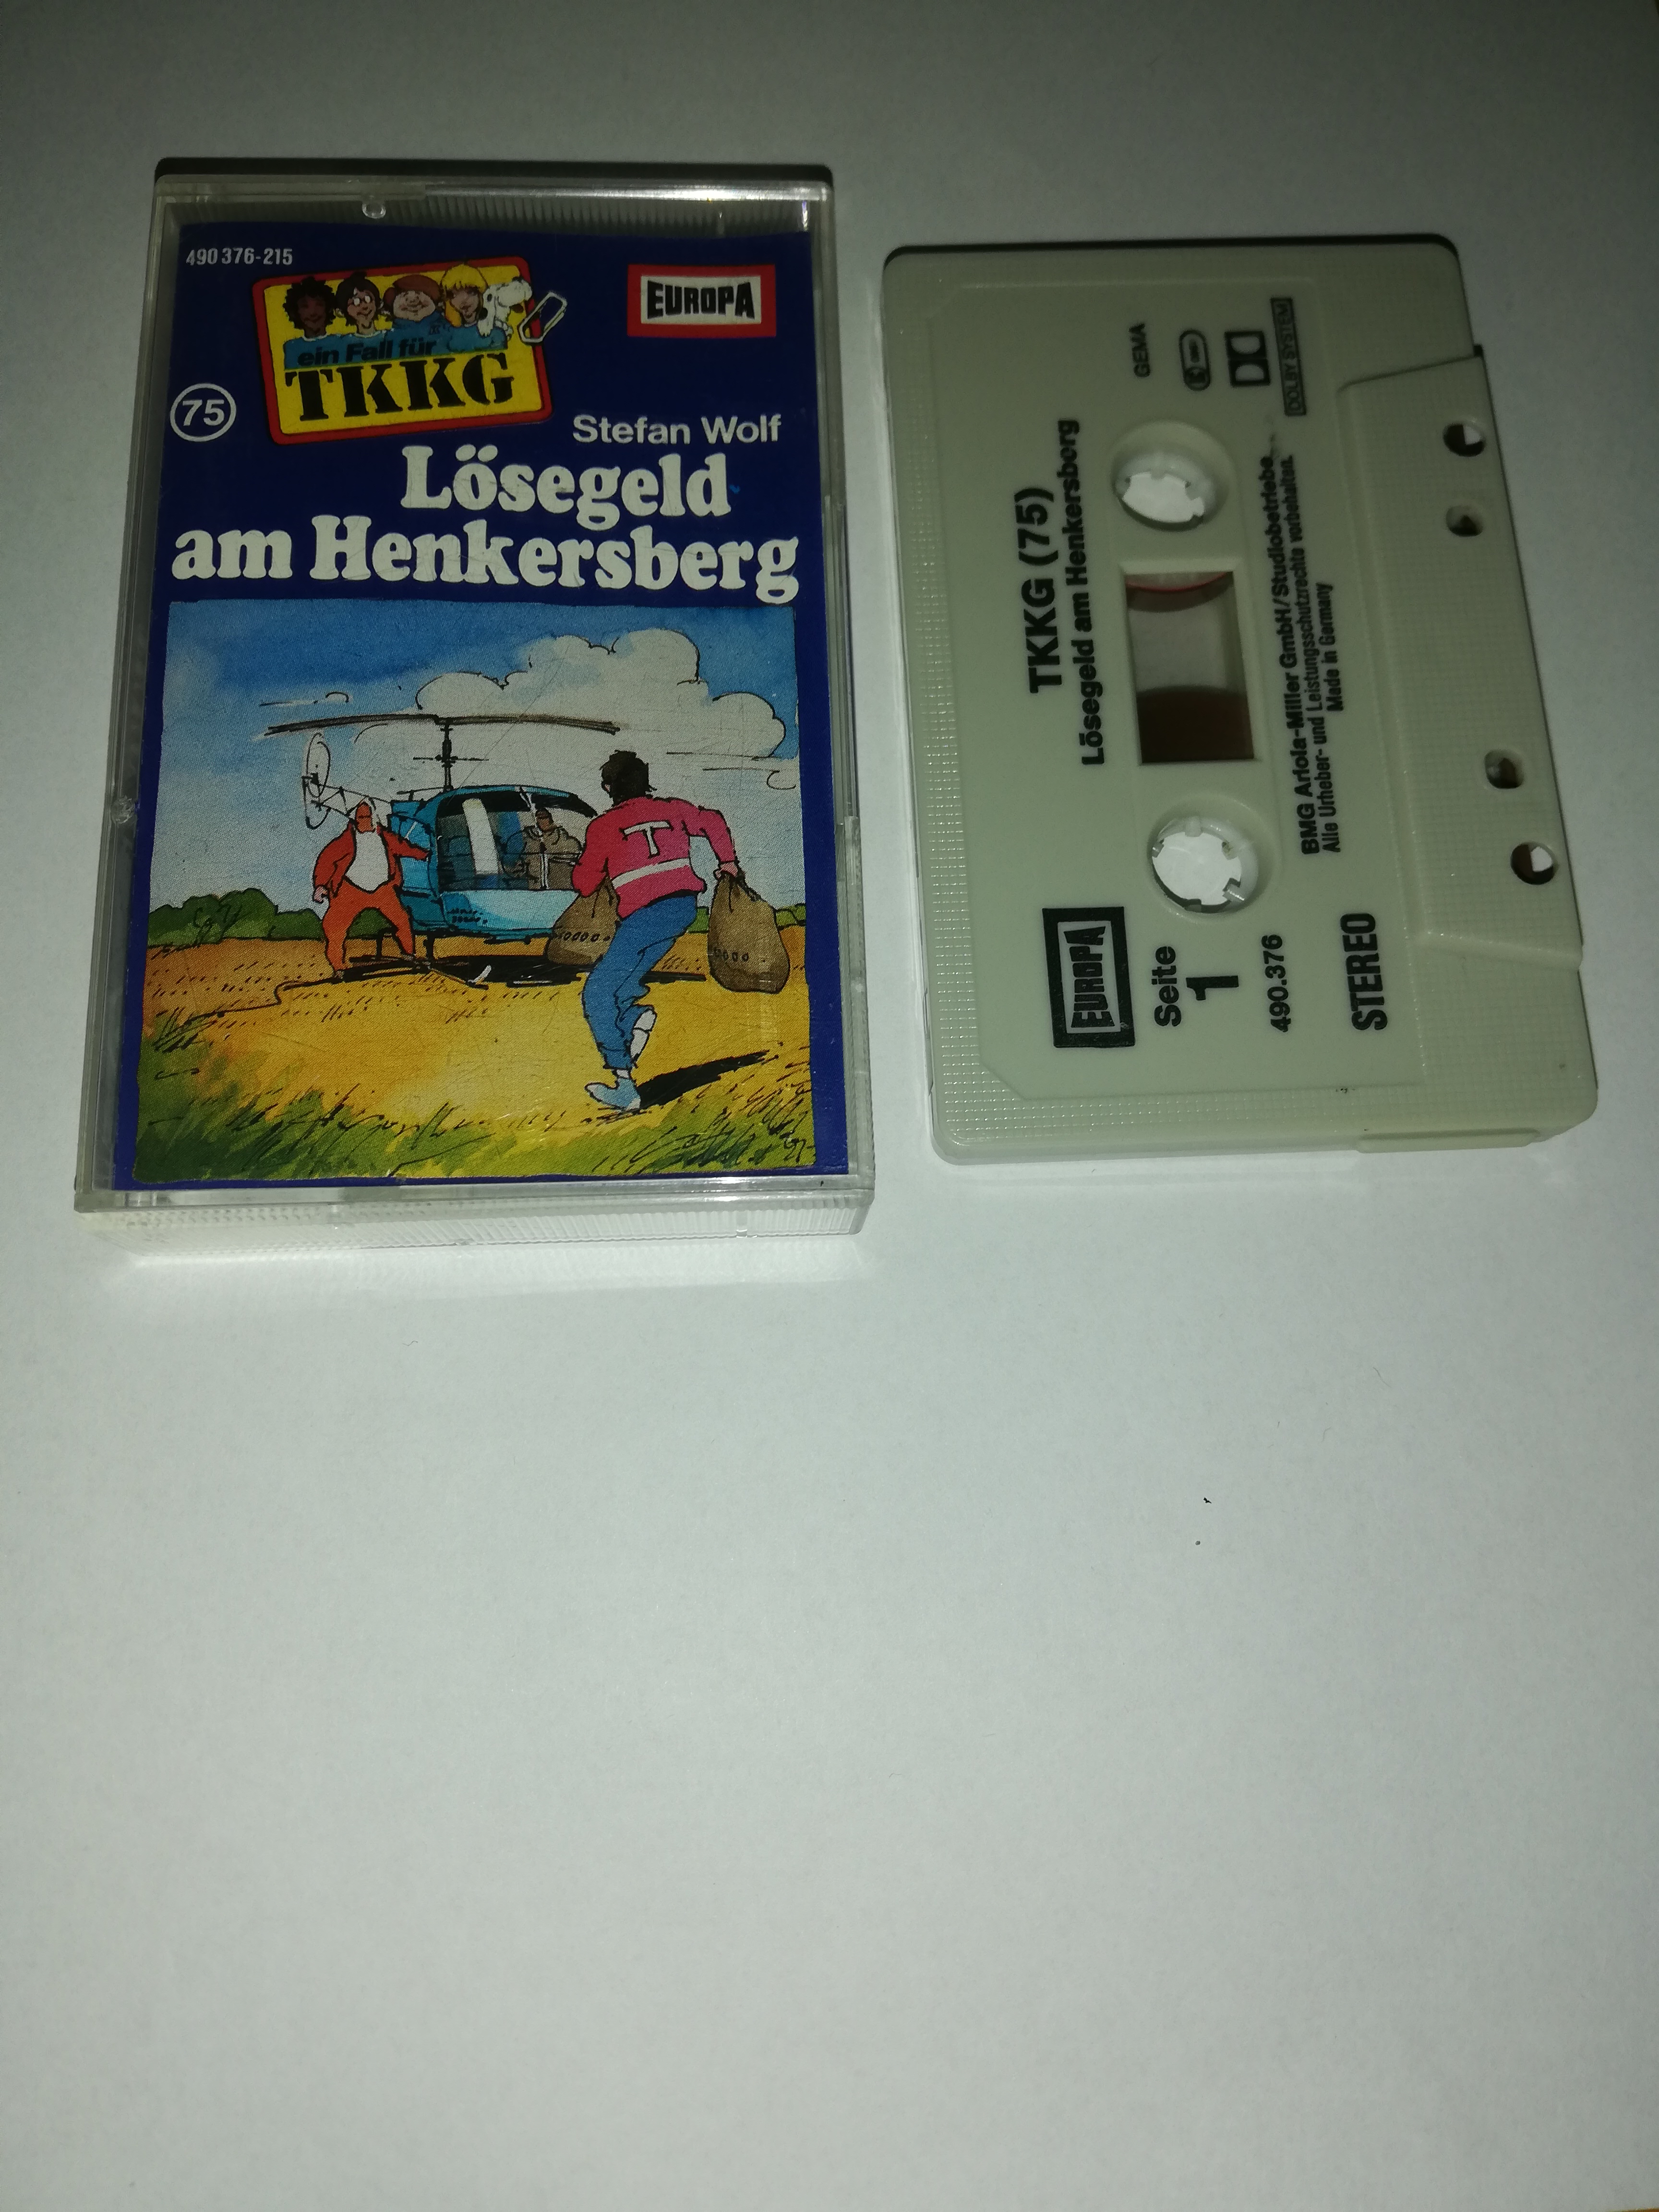 490 376-215
EUROPA
ein Fall für
TKKG
75
Stefan Wolf
Lösegeld
am Henkersberg
T
TKKG (75)
Lösegeld am Henkersberg
GEMA
DOLBY SYSTEM
EUROPA
Seite
1
490.376
STEREO
BMG Ariola-Miller GmbH/Studiobetriebe.
Alle Urheber- und Leistungsschutzrechte vorbehalten.
Made in Germany